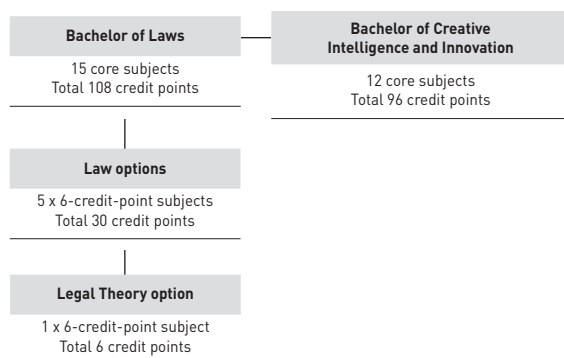 Bachelor of Laws
15 core subjects
Total 108 credit points
Bachelor of Creative
Intelligence and Innovation
12 core subjects
Total 96 credit points
Law options
5 x 6-credit-point subjects
Total 30 credit points
Legal Theory option
1 x 6-credit-point subject
Total 6 credit points